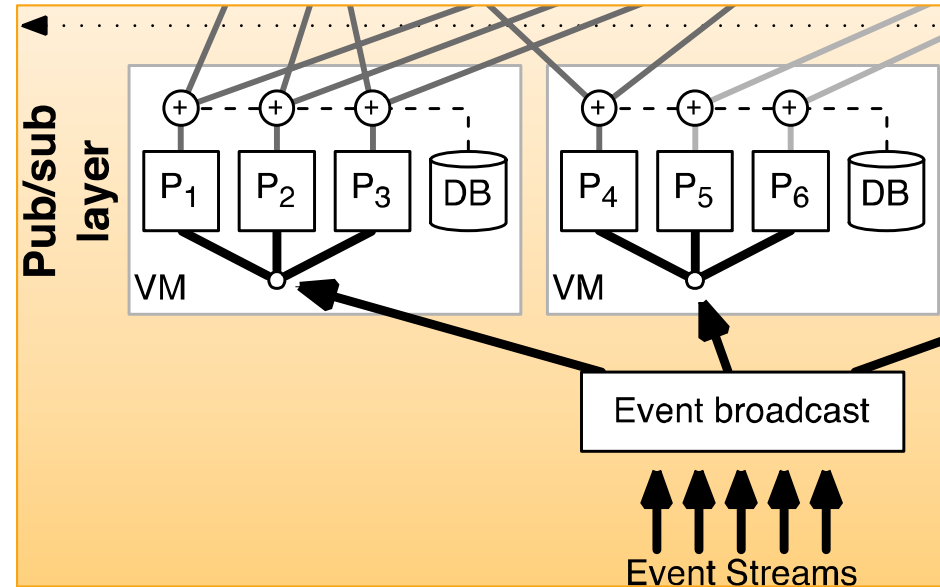 Pub/sub
layer
+ + + + + +
P1 P2 P3 DB P4 P5 P6 DB
VM VM
Event broadcast
Event Streams